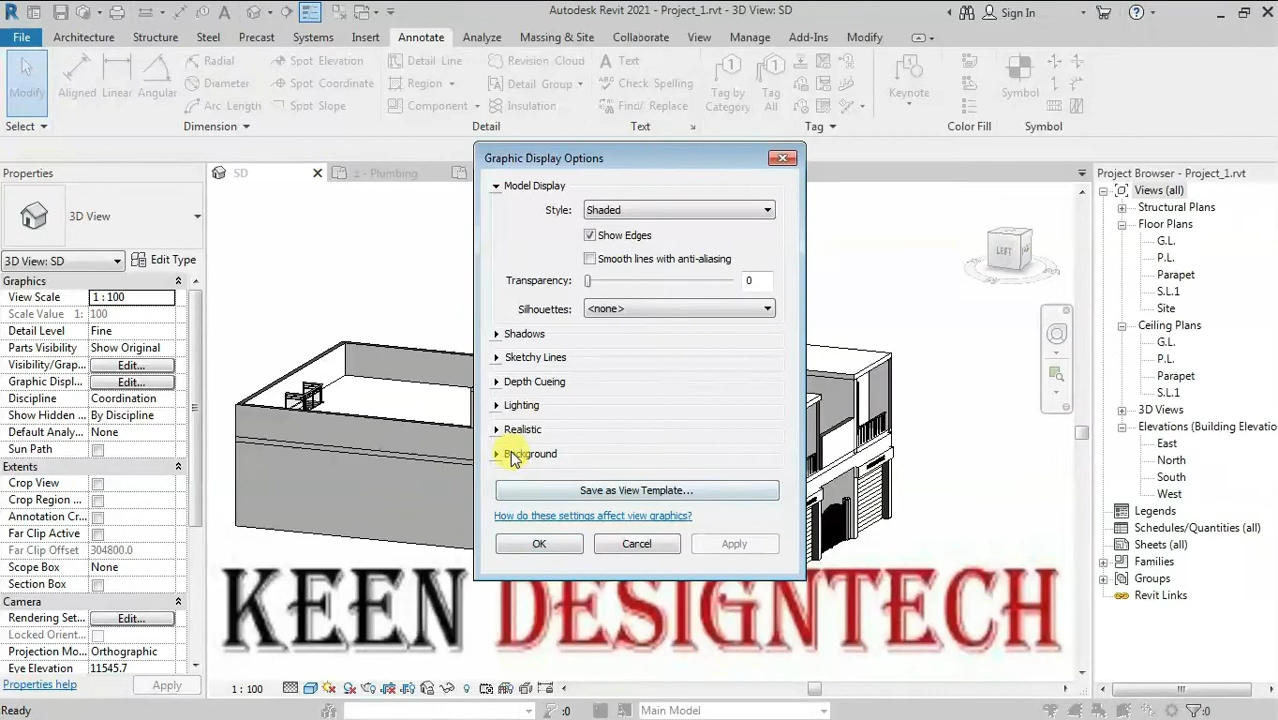 Autodesk Revit 2021 - Project_1.rvt - 3D View: SD
Sign In
File Architecture Structure Steel Precast Systems Insert Annotate Analyze Massing & Site Collaborate View Manage Add-Ins Modify
Modify
Aligned Linear Angular
Radial
Diameter
Arc Length
Spot Elevation
Spot Coordinate
Spot Slope
Detail Line
Region
Component
Revision Cloud
Detail Group
Insulation
Text
Check Spelling
Find/ Replace
Tag by Category
Tag All
Keynote
Symbol
Select Dimension Detail Text Tag Color Fill Symbol
Properties
3D View
3D View: SD Edit Type
Graphics
View Scale 1 : 100
Scale Value 1: 100
Detail Level Fine
Parts Visibility Show Original
Visibility/Grap... Edit...
Graphic Displ... Edit...
Discipline Coordination
Show Hidden ... By Discipline
Default Analy... None
Sun Path
Extents
Crop View
Crop Region ...
Annotation Cr...
Far Clip Active
Far Clip Offset 304800.0
Scope Box None
Section Box
Camera
Rendering Set... Edit...
Locked Orient...
Projection Mo... Orthographic
Eye Elevation 11545.7
Properties help Apply
SD
1 - Plumbing
LEFT
Graphic Display Options
Model Display
Style: Shaded
Show Edges
Smooth lines with anti-aliasing
Transparency: 0
Silhouettes: <none>
Shadows
Sketchy Lines
Depth Cueing
Lighting
Realistic
Background
Save as View Template...
How do these settings affect view graphics?
OK Cancel Apply
KEEN DESIGNTECH
Project Browser - Project_1.rvt
Views (all)
Structural Plans
Floor Plans
G.L.
P.L.
Parapet
S.L.1
Site
Ceiling Plans
G.L.
P.L.
Parapet
S.L.1
3D Views
Elevations (Building Elevatio
East
North
South
West
Legends
Schedules/Quantities (all)
Sheets (all)
Families
Groups
Revit Links
1 : 100
Ready
:0
Main Model
:0